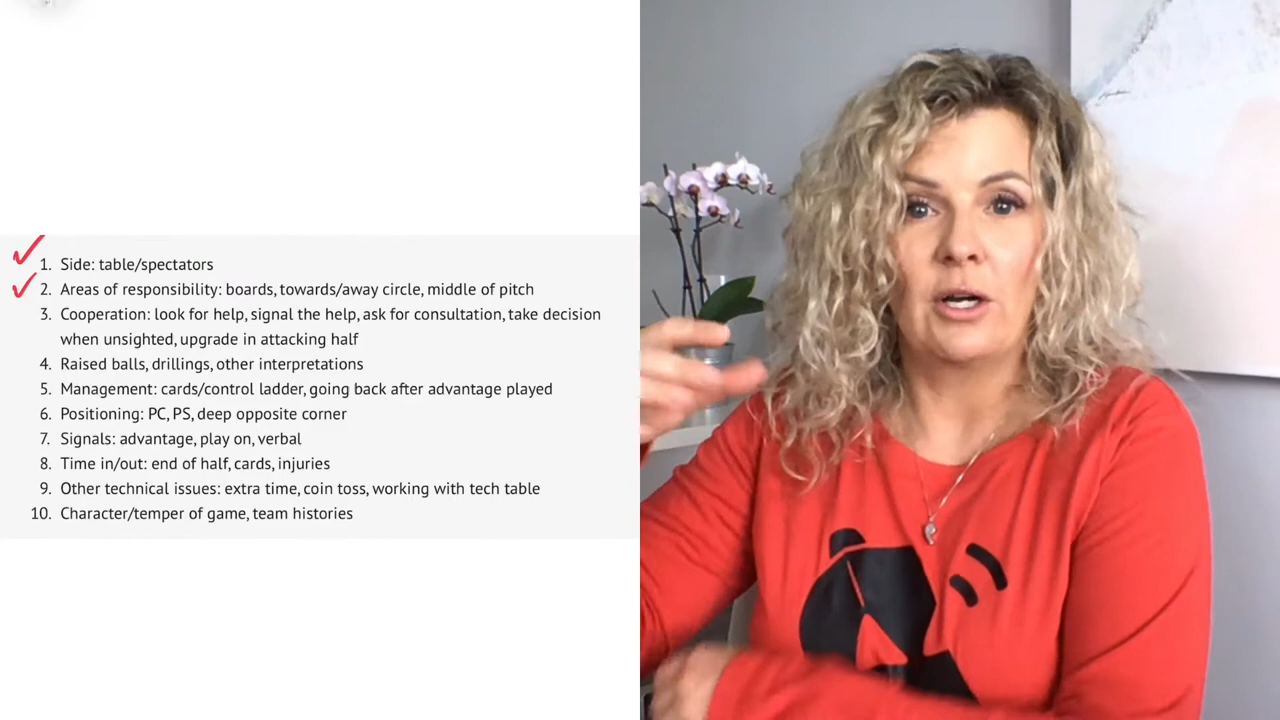 1. Side: table/spectators
2. Areas of responsibility: boards, towards/away circle, middle of pitch
3. Cooperation: look for help, signal the help, ask for consultation, take decision
when unsighted, upgrade in attacking half
4. Raised balls, drillings, other interpretations
5. Management: cards/control ladder, going back after advantage played
6. Positioning: PC, PS, deep opposite corner
7. Signals: advantage, play on, verbal
8. Time in/out: end of half, cards, injuries
9. Other technical issues: extra time, coin toss, working with tech table
10. Character/temper of game, team histories